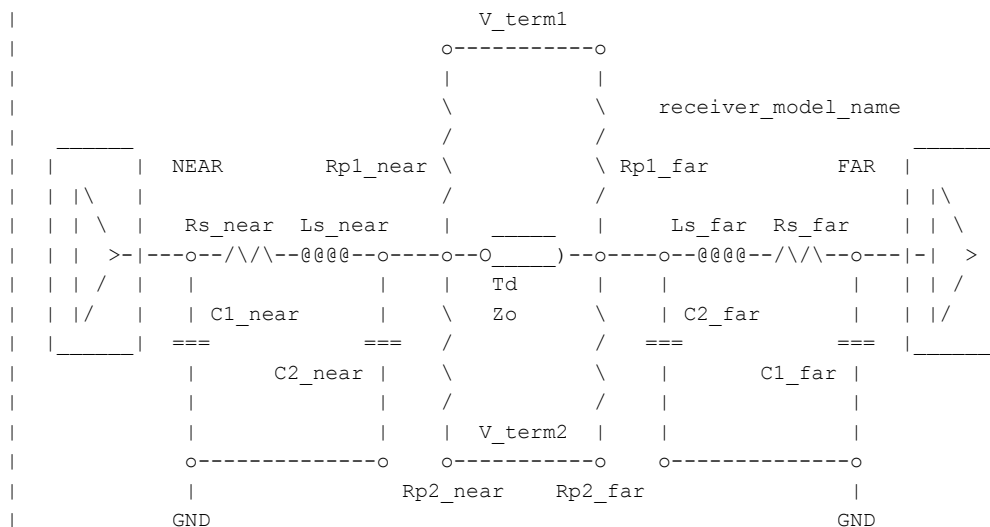 V_term1
receiver_model_name
NEAR Rp1_near Rp1_far FAR
Rs_near Ls_near Ls_far Rs_far
Td
C1_near Zo C2_far
C2_near C1_far
V_term2
Rp2_near Rp2_far
GND GND